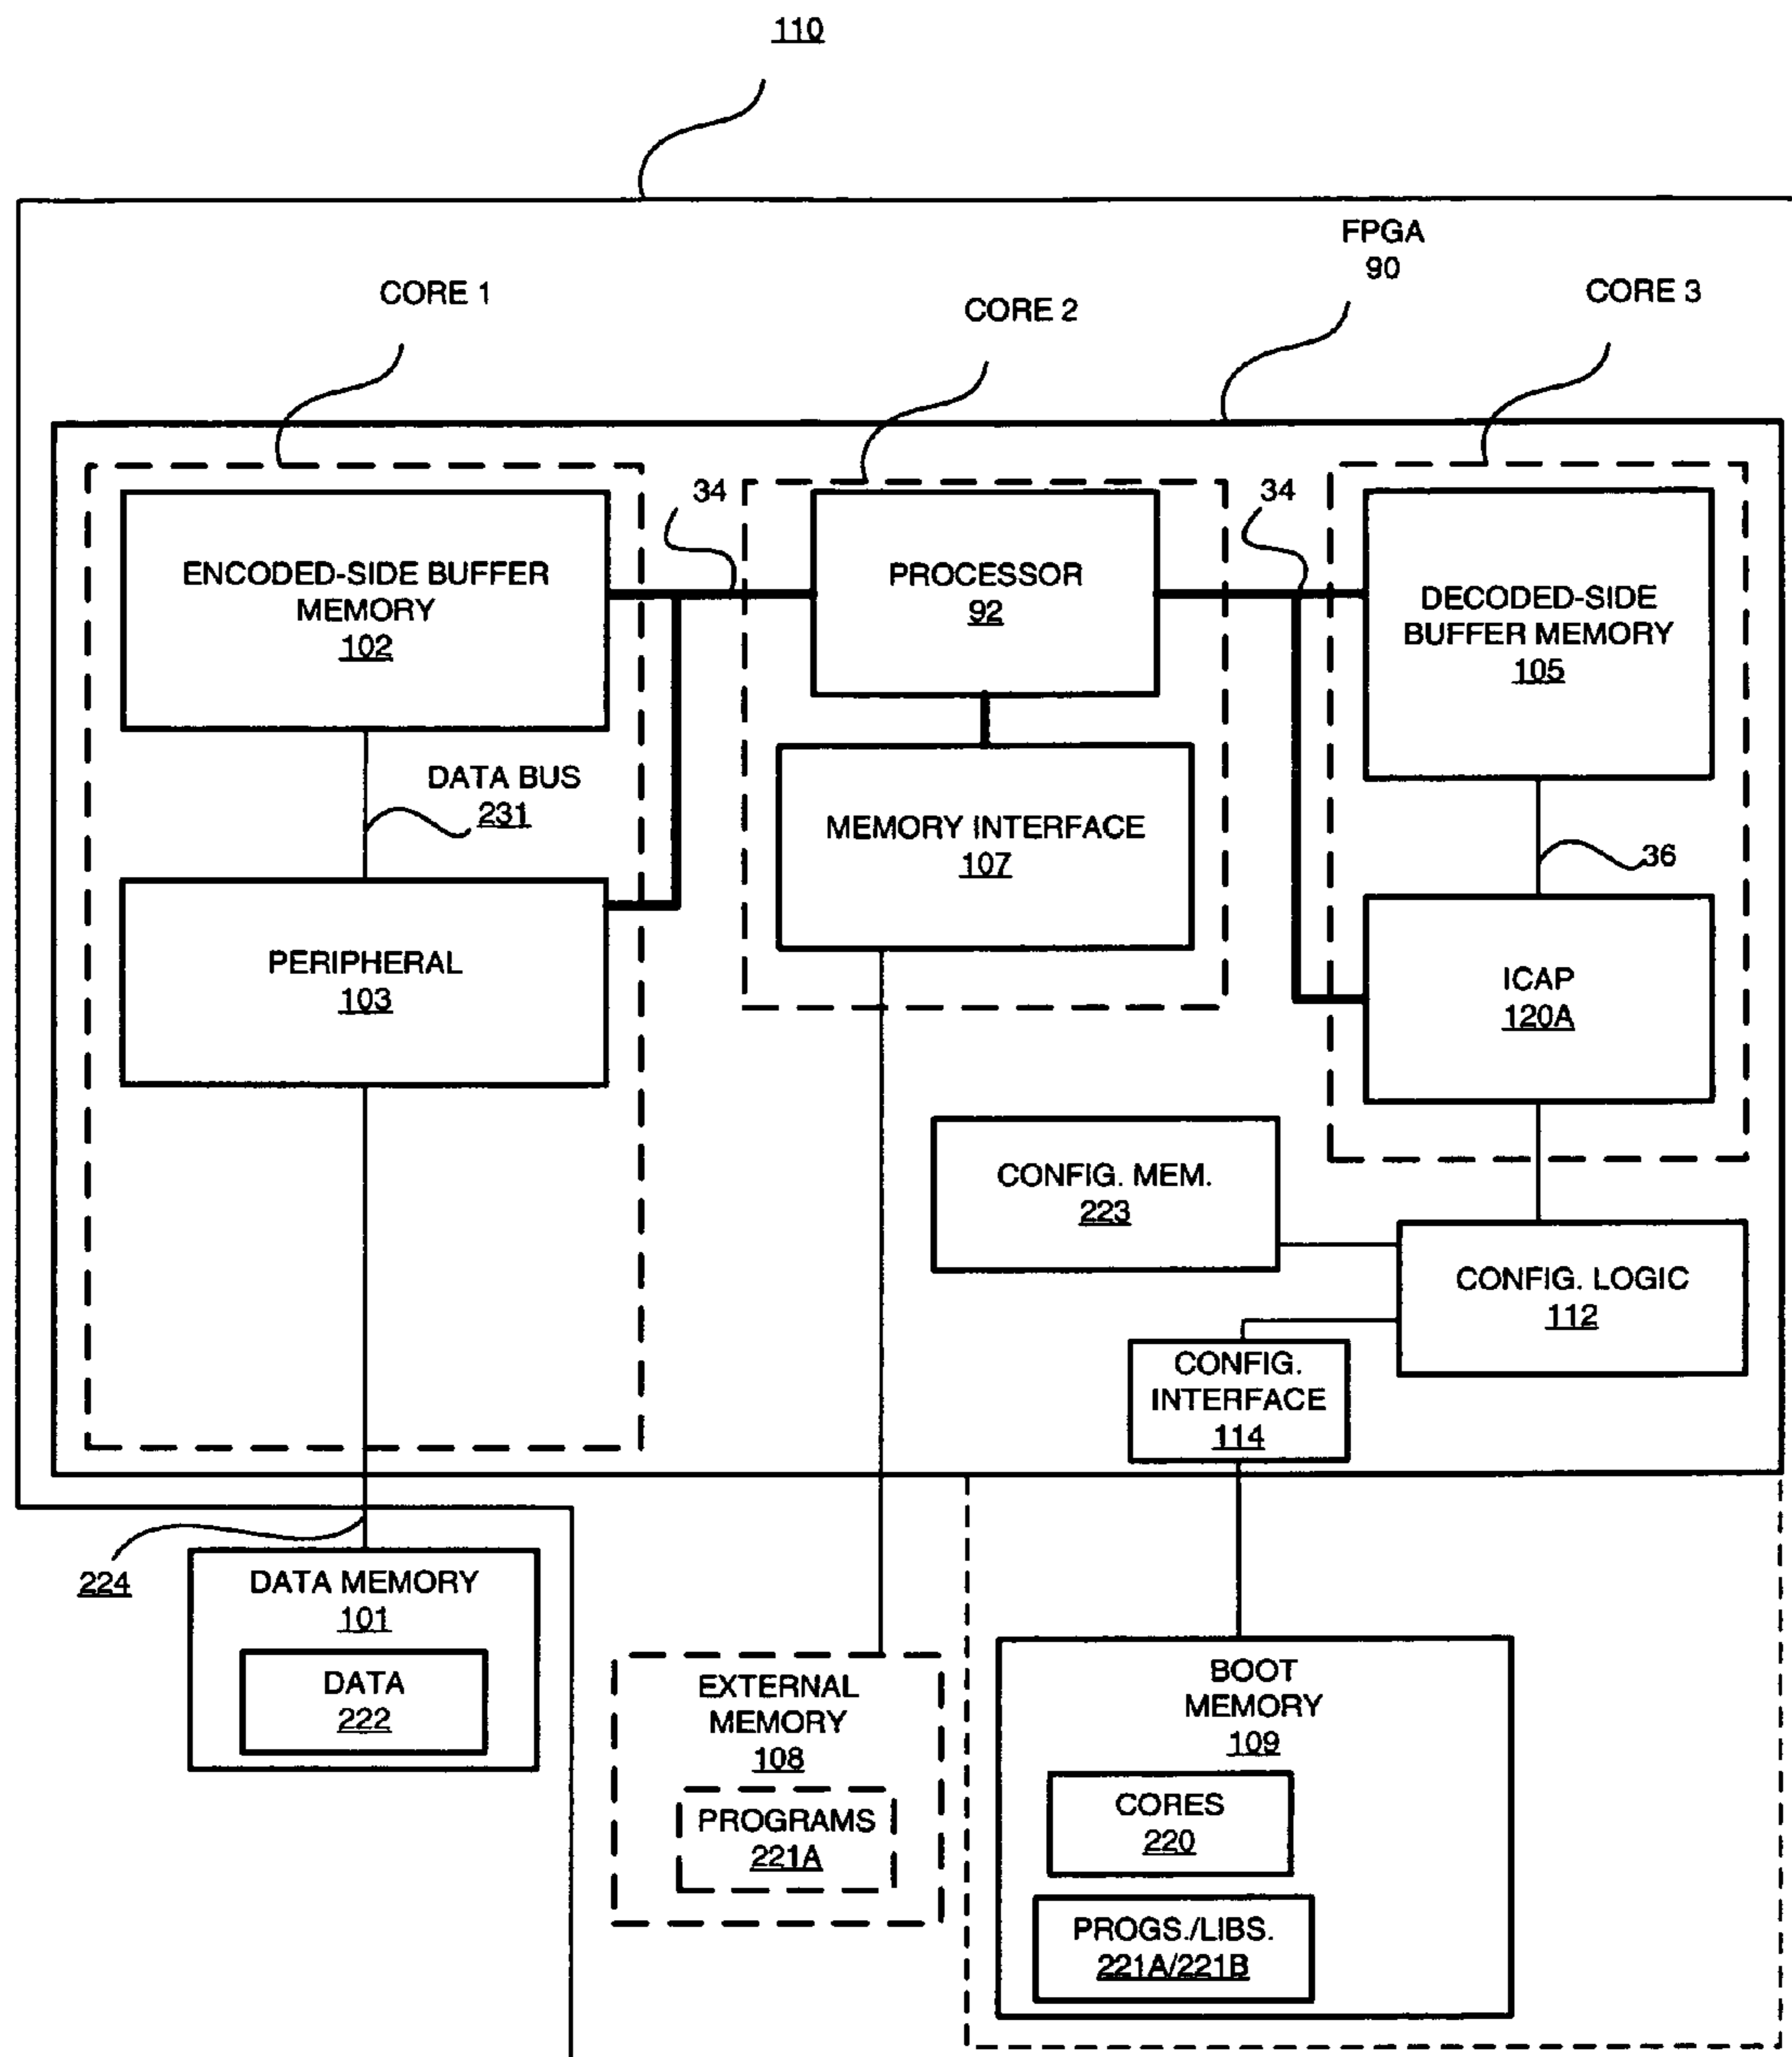 110
FPGA
90
CORE 1
CORE 2
CORE 3
34
34
ENCODED-SIDE BUFFER
MEMORY
102
PROCESSOR
92
DECODED-SIDE
BUFFER MEMORY
105
DATA BUS
231
MEMORY INTERFACE
107
36
PERIPHERAL
103
ICAP
120A
CONFIG. MEM.
223
CONFIG. LOGIC
112
CONFIG.
INTERFACE
114
224
DATA MEMORY
101
DATA
222
EXTERNAL
MEMORY
108
PROGRAMS
221A
BOOT
MEMORY
109
CORES
220
PROGS./LIBS.
221A/221B